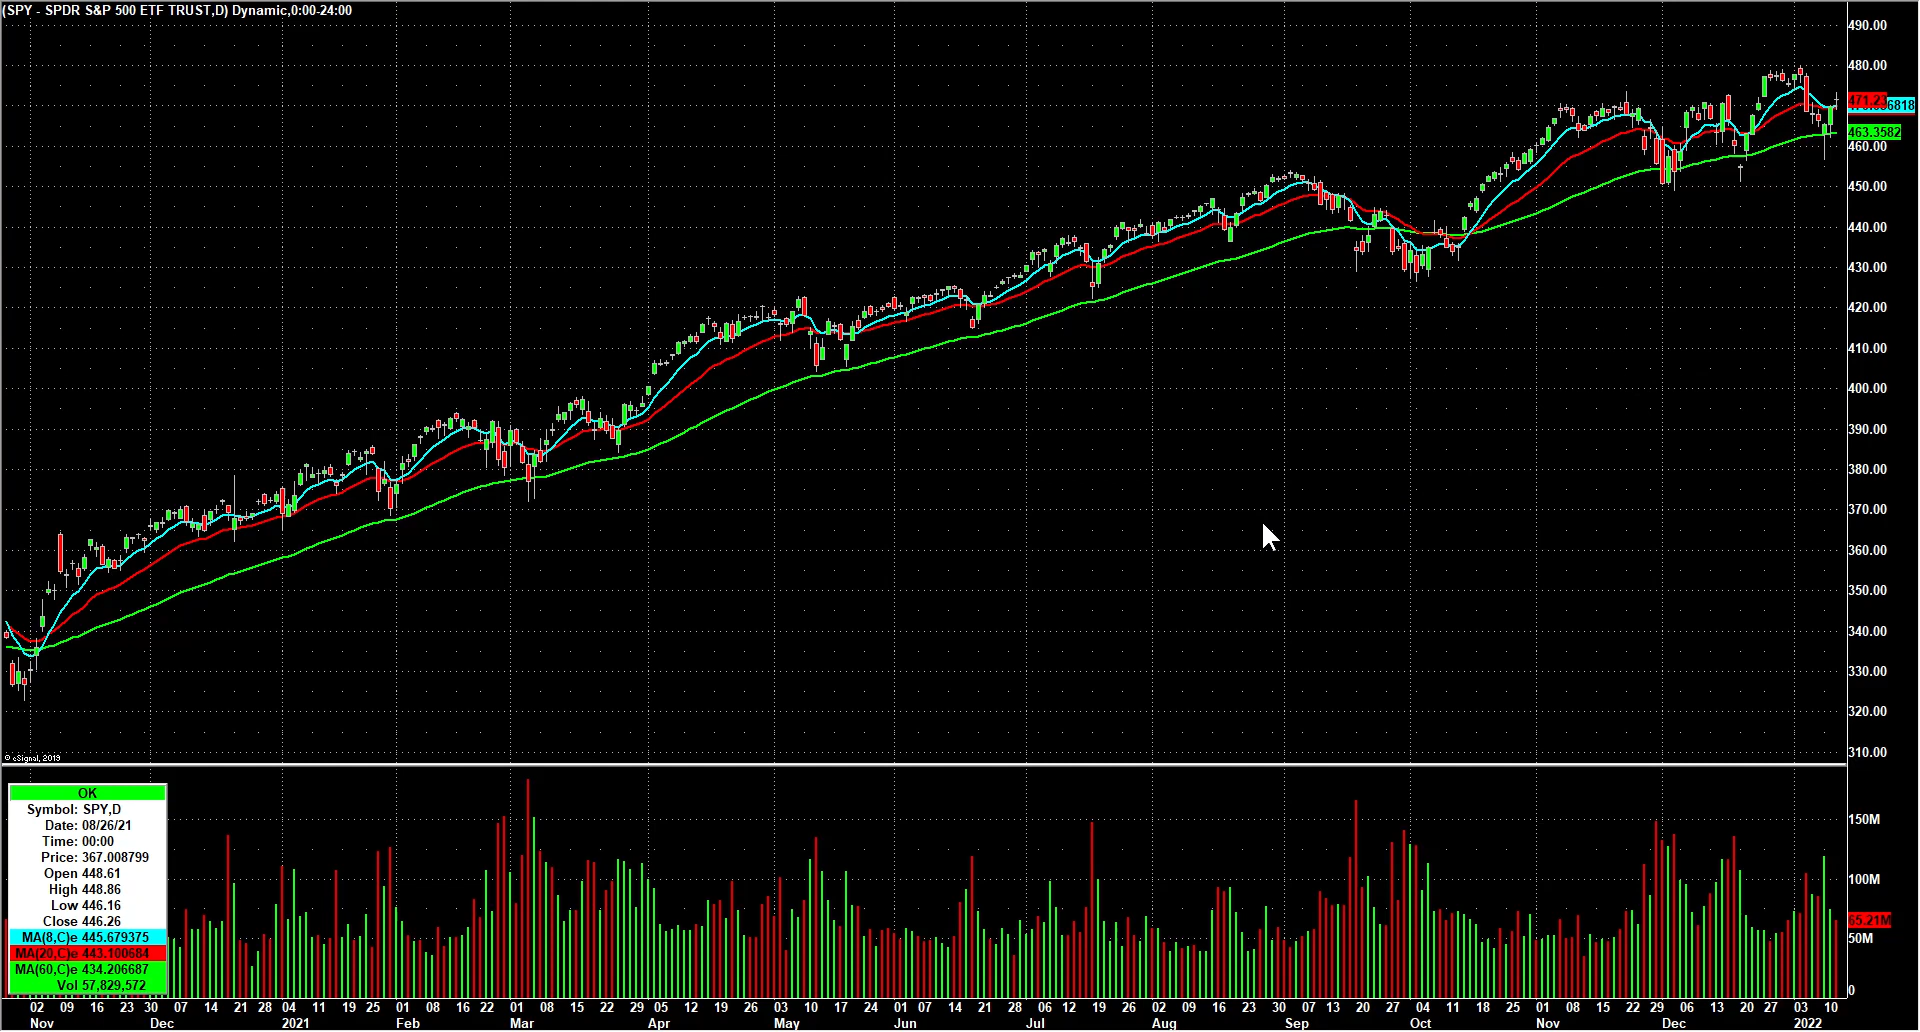 (SPY - SPDR S&P 500 ETF TRUST,D) Dynamic,0:00-24:00
490.00
480.00
471.23
6818
463.3582
460.00
450.00
440.00
430.00
420.00
410.00
400.00
390.00
380.00
370.00
360.00
350.00
340.00
330.00
320.00
310.00
© eSignal, 2019
OK
Symbol: SPY,D
Date: 08/26/21
Time: 00:00
Price: 367.008799
Open 448.61
High 448.86
Low 446.16
Close 446.26
MA(8,C)e 445.679375
MA(20,C)e 443.100684
MA(60,C)e 434.206687
Vol 57,829,572
150M
100M
65.21M
50M
0
02 09 16 23 30 07 14 21 28 04 11 19 25 01 08 16 22 01 08 15 22 29 05 12 19 26 03 10 17 24 01 07 14 21 28 06 12 19 26 02 09 16 23 30 07 13 20 27 04 11 18 25 01 08 15 22 29 06 13 20 27 03 10
Nov Dec 2021 Feb Mar Apr May Jun Jul Aug Sep Oct Nov Dec 2022